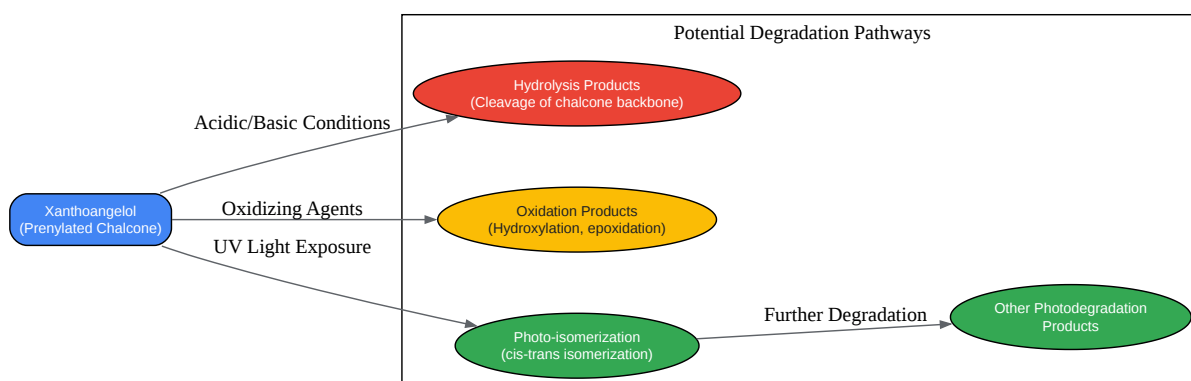 Potential Degradation Pathways
Hydrolysis Products
(Cleavage of chalcone backbone)
Acidic/Basic Conditions
Xanthoangelol
(Prenylated Chalcone)
Oxidizing Agents
Oxidation Products
(Hydroxylation, epoxidation)
UV Light Exposure
Photo-isomerization
(cis-trans isomerization)
Further Degradation
Other Photodegradation
Products